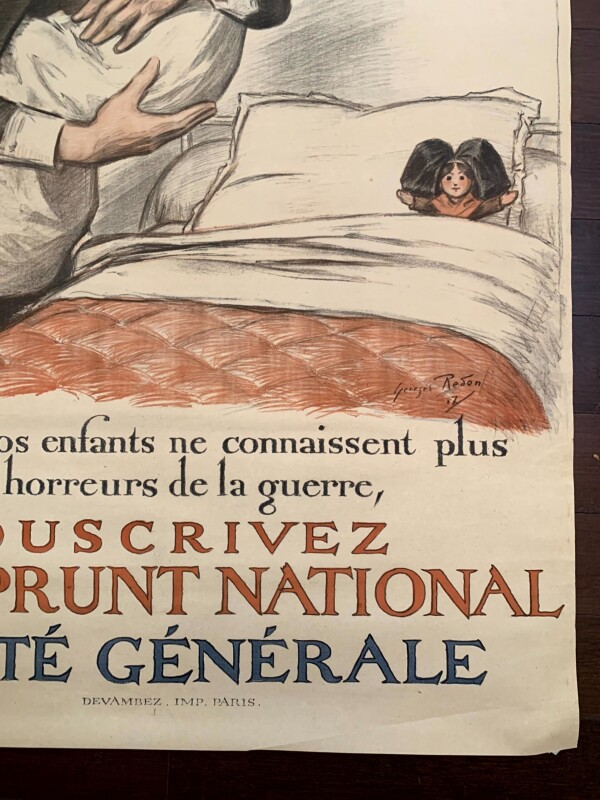 Georges Redon
17
os enfants ne connaissent plus
horreurs de la guerre,
OUSCRIVEZ
PRUNT NATIONAL
TÉ GÉNÉRALE
DEVAMBEZ. IMP. PARIS.